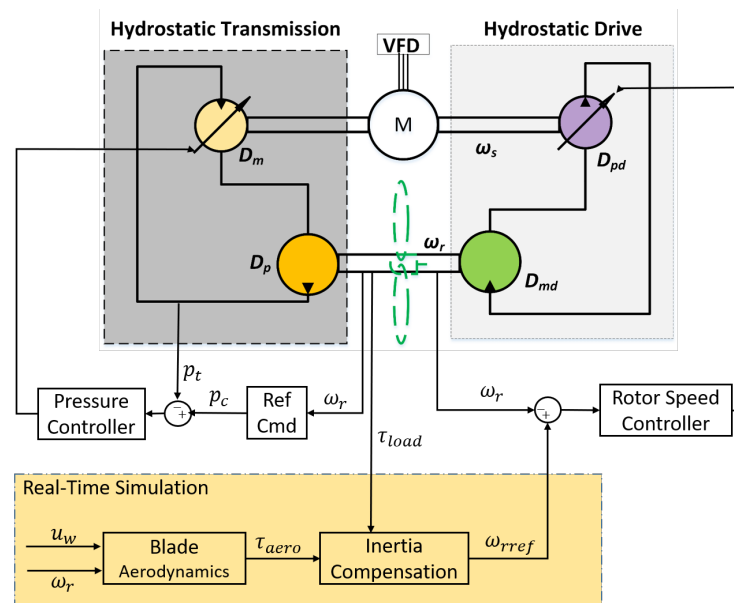 Hydrostatic Transmission
VFD
Hydrostatic Drive
M
D_m
ω_s
D_pd
D_p
ω_r
D_md
p_t
Pressure
Controller
− +
p_c
Ref
Cmd
ω_r
τ_load
ω_r
− +
Rotor Speed
Controller
Real-Time Simulation
u_w
ω_r
Blade
Aerodynamics
τ_aero
Inertia
Compensation
ω_rref